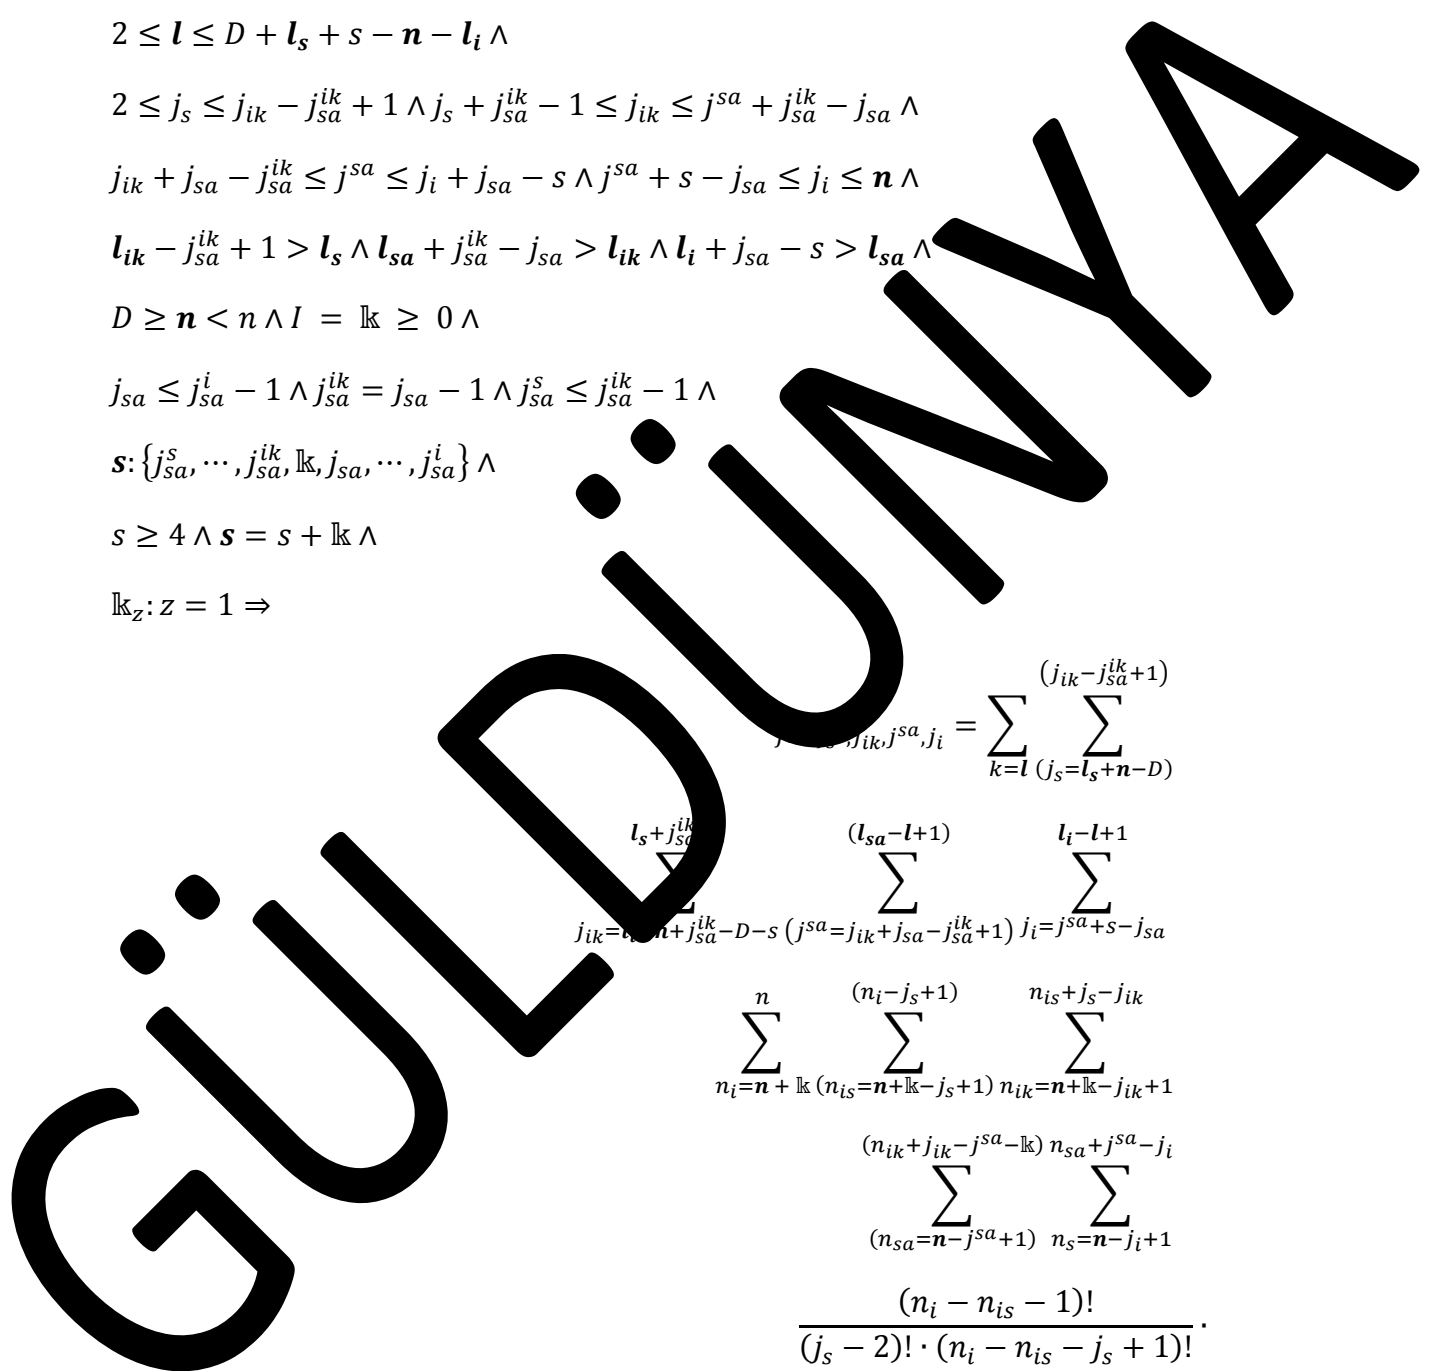 2 ≤ l ≤ D + l_s + s − n − l_i ∧
2 ≤ j_s ≤ j_{ik} − j_{sa}^{ik} + 1 ∧ j_s + j_{sa}^{ik} − 1 ≤ j_{ik} ≤ j^{sa} + j_{sa}^{ik} − j_{sa} ∧
j_{ik} + j_{sa} − j_{sa}^{ik} ≤ j^{sa} ≤ j_i + j_{sa} − s ∧ j^{sa} + s − j_{sa} ≤ j_i ≤ n ∧
l_{ik} − j_{sa}^{ik} + 1 > l_s ∧ l_{sa} + j_{sa}^{ik} − j_{sa} > l_{ik} ∧ l_i + j_{sa} − s > l_{sa} ∧
D ≥ n < n ∧ I = 𝕜 ≥ 0 ∧
j_{sa} ≤ j_{sa}^{i} − 1 ∧ j_{sa}^{ik} = j_{sa} − 1 ∧ j_{sa}^{s} ≤ j_{sa}^{ik} − 1 ∧
s: {j_{sa}^{s}, ⋯ , j_{sa}^{ik}, 𝕜, j_{sa}, ⋯ , j_{sa}^{i}} ∧
s ≥ 4 ∧ s = s + 𝕜 ∧
𝕜_z: z = 1 ⇒
(j_{ik}−j_{sa}^{ik}+1)
,j_{ik},j^{sa},j_i = ∑ ∑
k=l (j_s=l_s+n−D)
l_s+j_{sa}^{ik} (l_{sa}−l+1) l_i−l+1
∑ ∑ ∑
j_{ik}= n+j_{sa}^{ik}−D−s (j^{sa}=j_{ik}+j_{sa}−j_{sa}^{ik}+1) j_i=j^{sa}+s−j_{sa}
n (n_i−j_s+1) n_{is}+j_s−j_{ik}
∑ ∑ ∑
n_i=n+𝕜 (n_{is}=n+𝕜−j_s+1) n_{ik}=n+𝕜−j_{ik}+1
(n_{ik}+j_{ik}−j^{sa}−𝕜) n_{sa}+j^{sa}−j_i
∑ ∑
(n_{sa}=n−j^{sa}+1) n_s=n−j_i+1
(n_i − n_{is} − 1)!
(j_s − 2)! · (n_i − n_{is} − j_s + 1)! ·
GÜLDÜNYA